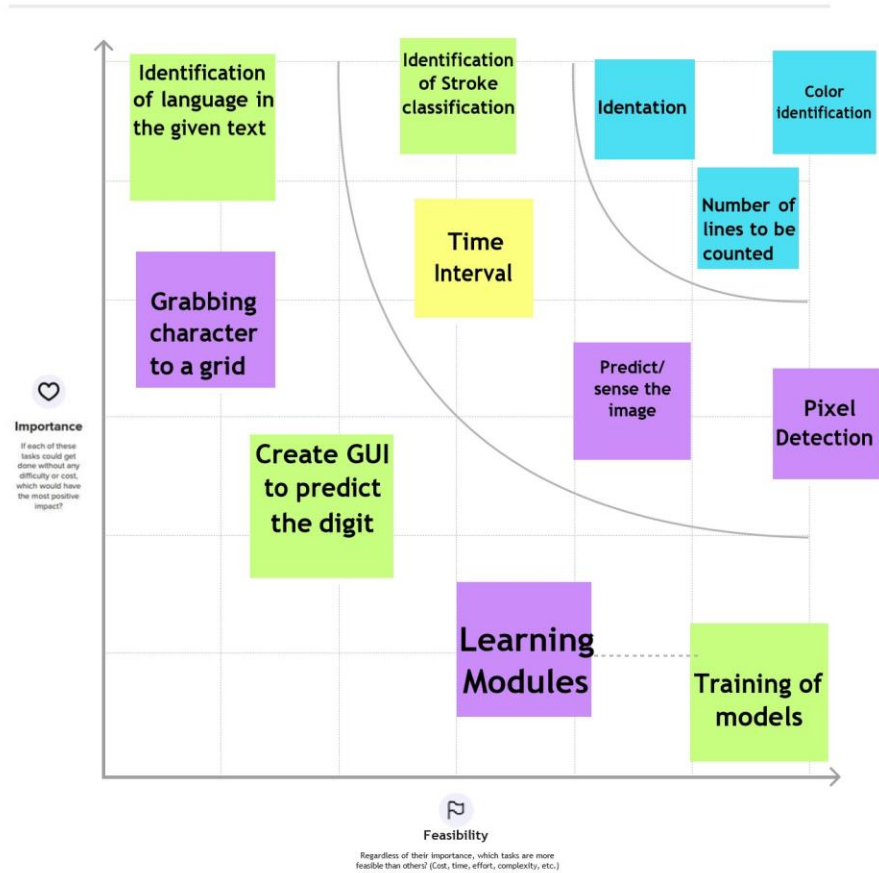 Identification
of language in
the given text
Identification
of Stroke
classification
Identation
Color
identification
Number of
lines to be
counted
Time
Interval
Grabbing
character
to a grid
Predict/
sense the
image
Pixel
Detection
Importance
If each of these
tasks could get
done without any
difficulty or cost,
which would have
the most positive
impact?
Create GUI
to predict
the digit
Learning
Modules
Training of
models
Feasibility
Regardless of their importance, which tasks are more
feasible than others? (Cost, time, effort, complexity, etc.)